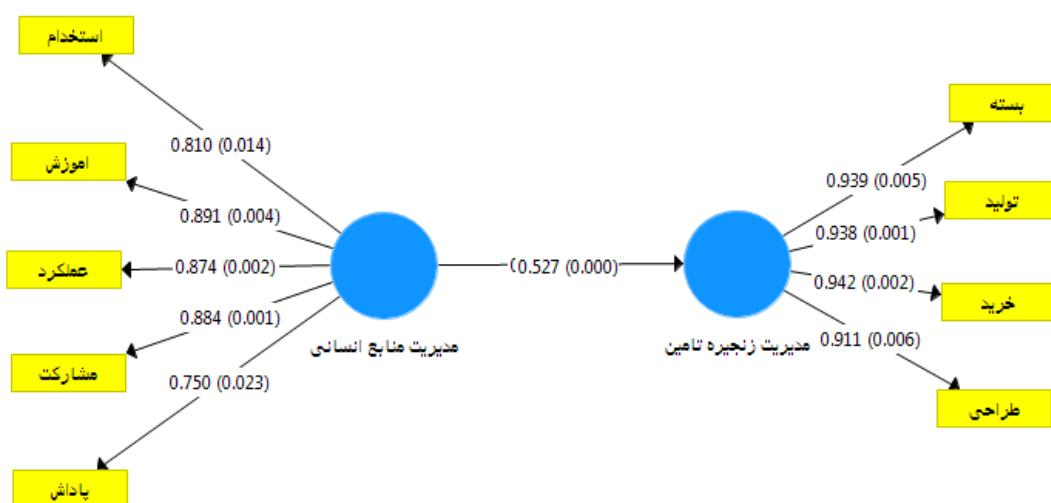 استخدام
0.810 (0.014)
اموزش
0.891 (0.004)
عملکرد
0.874 (0.002)
مشارکت
0.884 (0.001)
پاداش
0.750 (0.023)
مدیریت منابع انسانی
0.527 (0.000)
مدیریت زنجیره تامین
بسته
0.939 (0.005)
تولید
0.938 (0.001)
خرید
0.942 (0.002)
طراحی
0.911 (0.006)